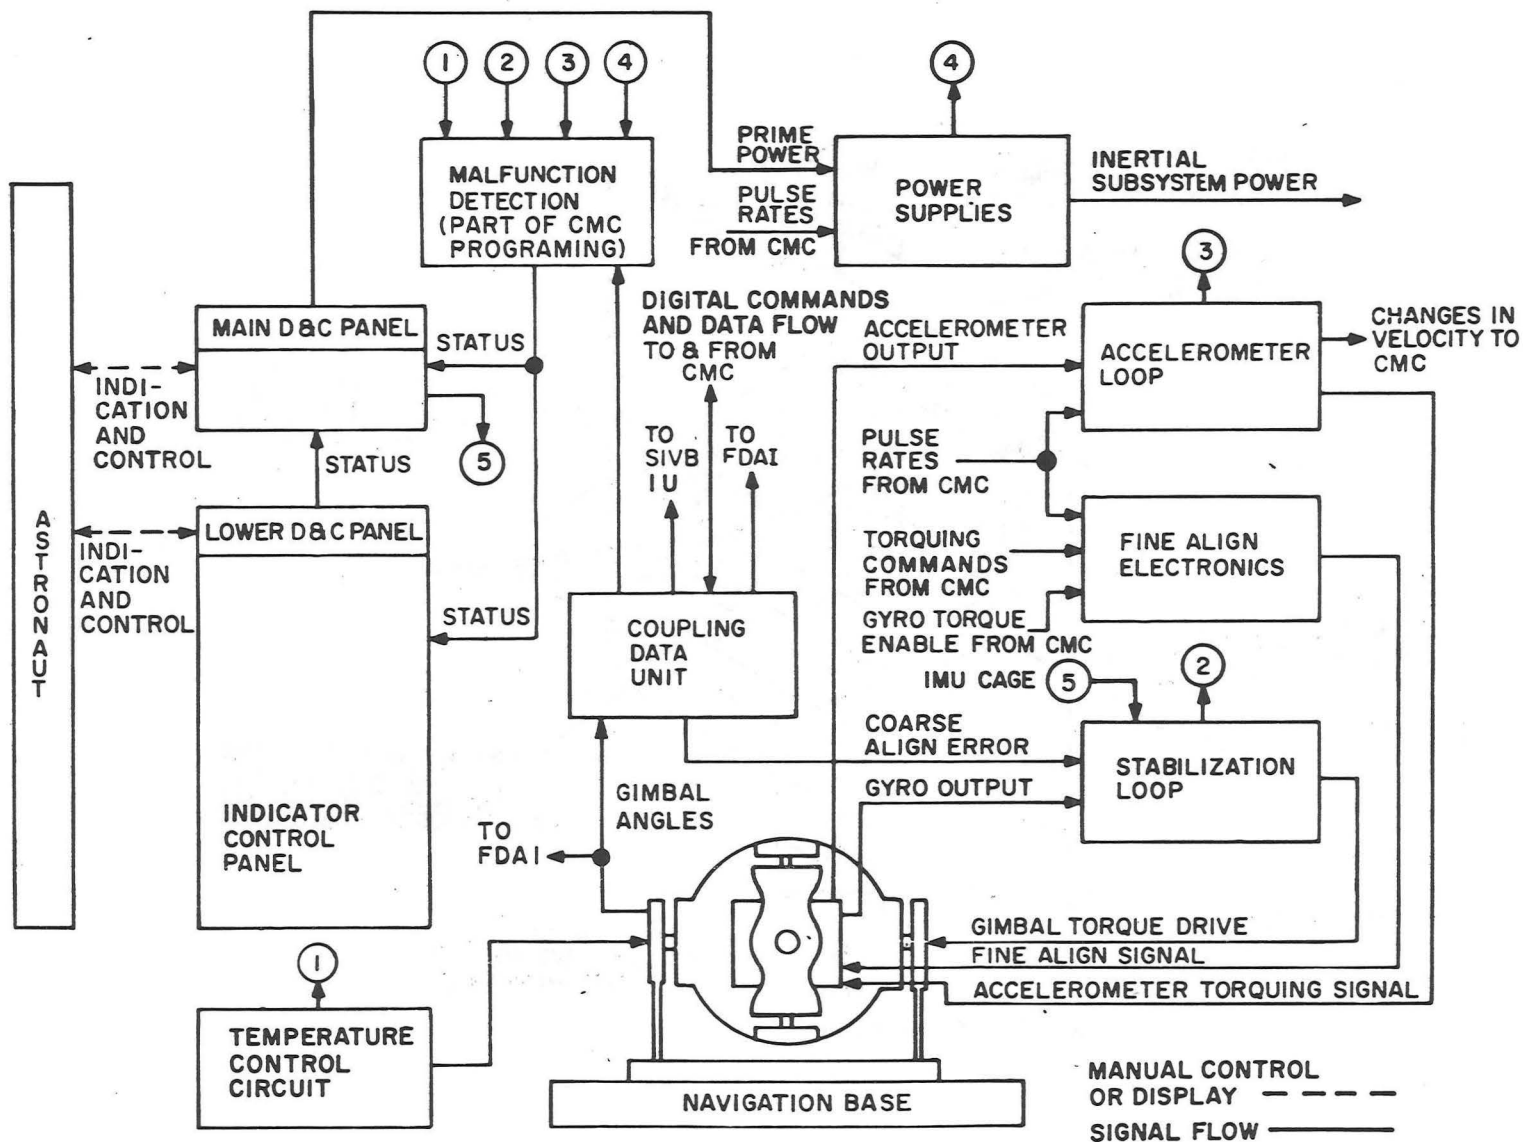 1
2
3
4
4
MALFUNCTION
DETECTION
(PART OF CMC
PROGRAMING)
PRIME
POWER
PULSE
RATES
FROM CMC
POWER
SUPPLIES
INERTIAL
SUBSYSTEM POWER
3
MAIN D&C PANEL
STATUS
INDI-
CATION
AND
CONTROL
5
STATUS
DIGITAL COMMANDS
AND DATA FLOW
TO & FROM
CMC
ACCELEROMETER
OUTPUT
ACCELEROMETER
LOOP
CHANGES IN
VELOCITY TO
CMC
TO
SIVB
IU
TO
FDAI
PULSE
RATES
FROM CMC
ASTRONAUT
LOWER D&C PANEL
INDI-
CATION
AND
CONTROL
STATUS
TORQUING
COMMANDS
FROM CMC
GYRO TORQUE
ENABLE FROM CMC
FINE ALIGN
ELECTRONICS
COUPLING
DATA
UNIT
IMU CAGE
5
2
COARSE
ALIGN ERROR
GYRO OUTPUT
STABILIZATION
LOOP
INDICATOR
CONTROL
PANEL
GIMBAL
ANGLES
TO
FDAI
GIMBAL TORQUE DRIVE
FINE ALIGN SIGNAL
ACCELEROMETER TORQUING SIGNAL
1
TEMPERATURE
CONTROL
CIRCUIT
NAVIGATION BASE
MANUAL CONTROL
OR DISPLAY
SIGNAL FLOW